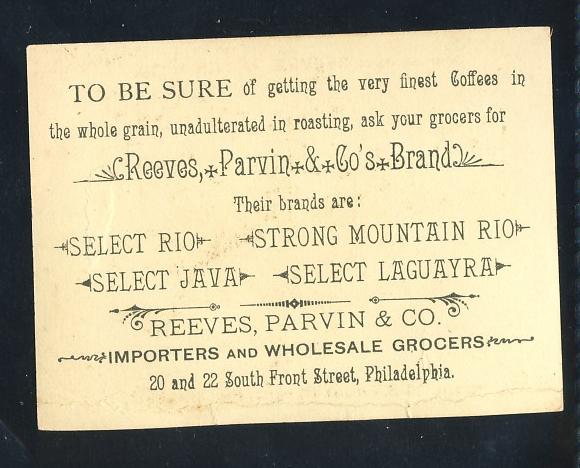 TO BE SURE of getting the very finest Coffees in
the whole grain, unadulterated in roasting, ask your grocers for
Reeves, Parvin & Co's Brand
Their brands are:
SELECT RIO STRONG MOUNTAIN RIO
SELECT JAVA SELECT LAGUAYRA
REEVES, PARVIN & CO.
IMPORTERS AND WHOLESALE GROCERS
20 and 22 South Front Street, Philadelphia.